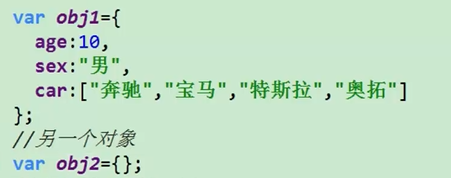 var obj1={
age:10,
sex:"男",
car:["奔驰","宝马","特斯拉","奥拓"]
};
//另一个对象
var obj2={};